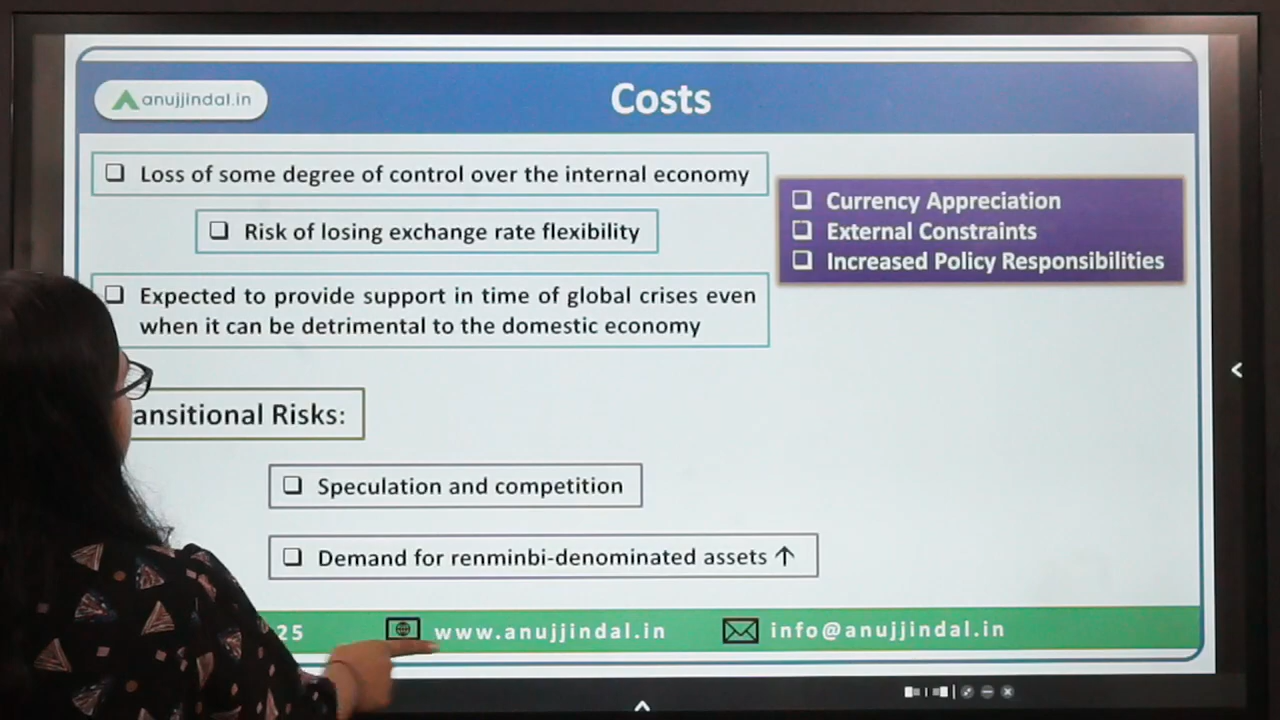 anujjindal.in
Costs
Loss of some degree of control over the internal economy
Risk of losing exchange rate flexibility
Expected to provide support in time of global crises even
when it can be detrimental to the domestic economy
Currency Appreciation
External Constraints
Increased Policy Responsibilities
ansitional Risks:
Speculation and competition
Demand for renminbi-denominated assets ↑
25
www.anujjindal.in
info@anujjindal.in